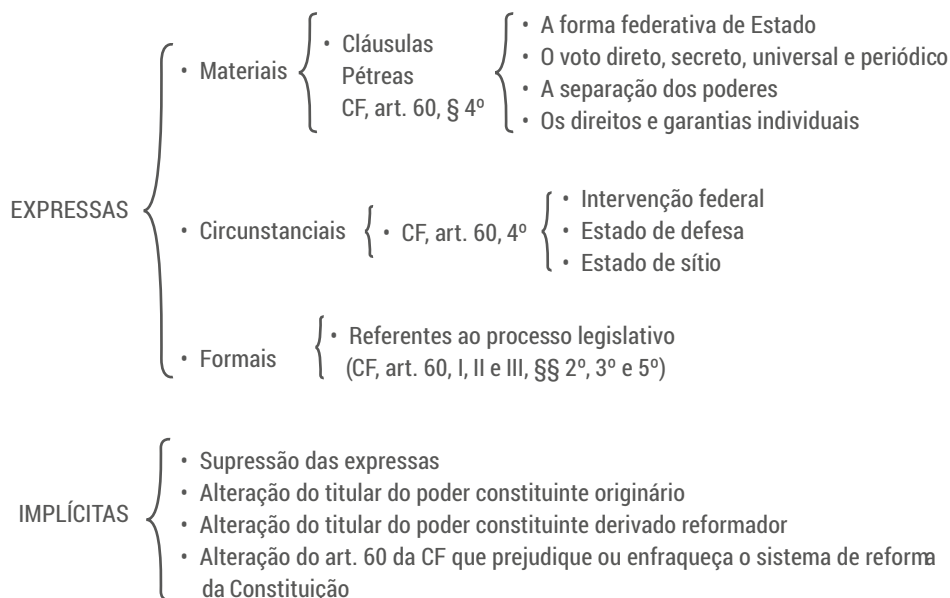 EXPRESSAS
• Materiais
• Cláusulas
Pétreas
CF, art. 60, § 4º
• A forma federativa de Estado
• O voto direto, secreto, universal e periódico
• A separação dos poderes
• Os direitos e garantias individuais
• Circunstanciais
• CF, art. 60, 4º
• Intervenção federal
• Estado de defesa
• Estado de sítio
• Formais
• Referentes ao processo legislativo
(CF, art. 60, I, II e III, §§ 2º, 3º e 5º)
IMPLÍCITAS
• Supressão das expressas
• Alteração do titular do poder constituinte originário
• Alteração do titular do poder constituinte derivado reformador
• Alteração do art. 60 da CF que prejudique ou enfraqueça o sistema de reforma
da Constituição